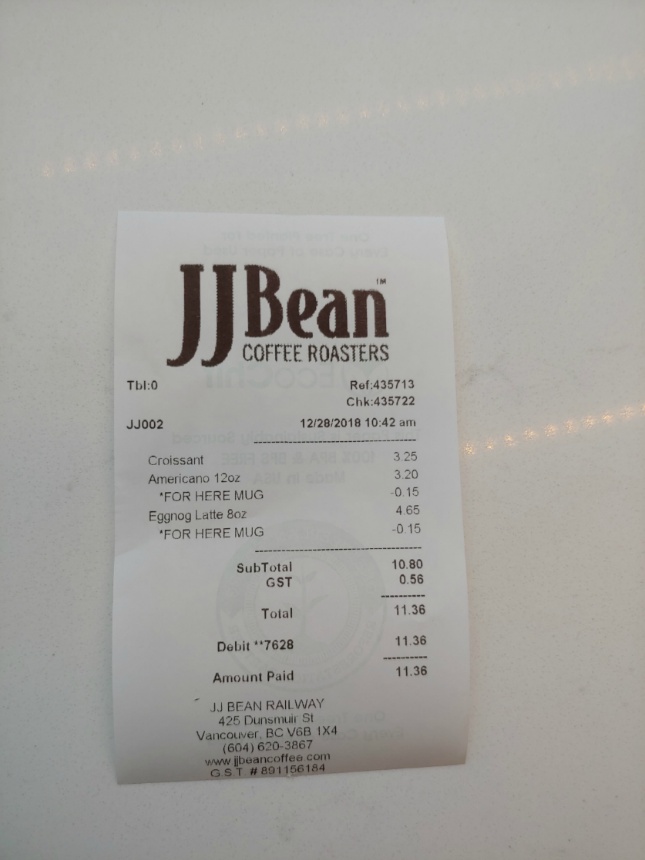 JJ Bean™
COFFEE ROASTERS
Tbl:0 Ref:435713
Chk:435722
JJ002 12/28/2018 10:42 am
Croissant 3.25
Americano 12oz 3.20
*FOR HERE MUG -0.15
Eggnog Latte 8oz 4.65
*FOR HERE MUG -0.15
SubTotal 10.80
GST 0.56
Total 11.36
Debit **7628 11.36
Amount Paid 11.36
JJ BEAN RAILWAY
425 Dunsmuir St
Vancouver, BC V6B 1X4
(604) 620-3867
www.jjbeancoffee.com
G.S.T. # 891156184